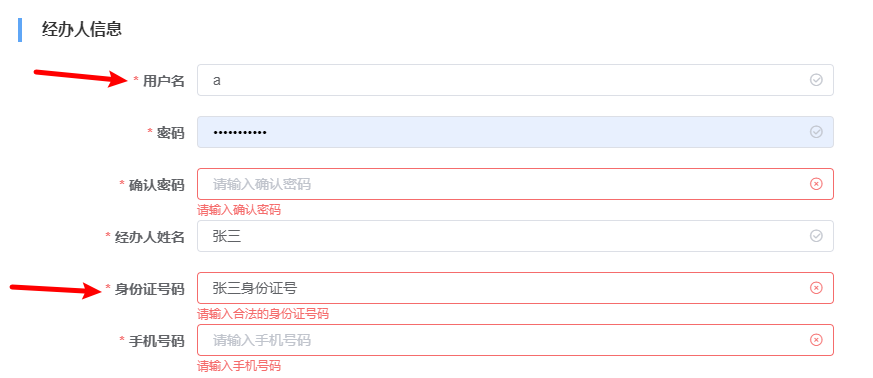 经办人信息
* 用户名 a
* 密码 •••••••••••
* 确认密码 请输入确认密码
请输入确认密码
* 经办人姓名 张三
* 身份证号码 张三身份证号
请输入合法的身份证号码
* 手机号码 请输入手机号码
请输入手机号码